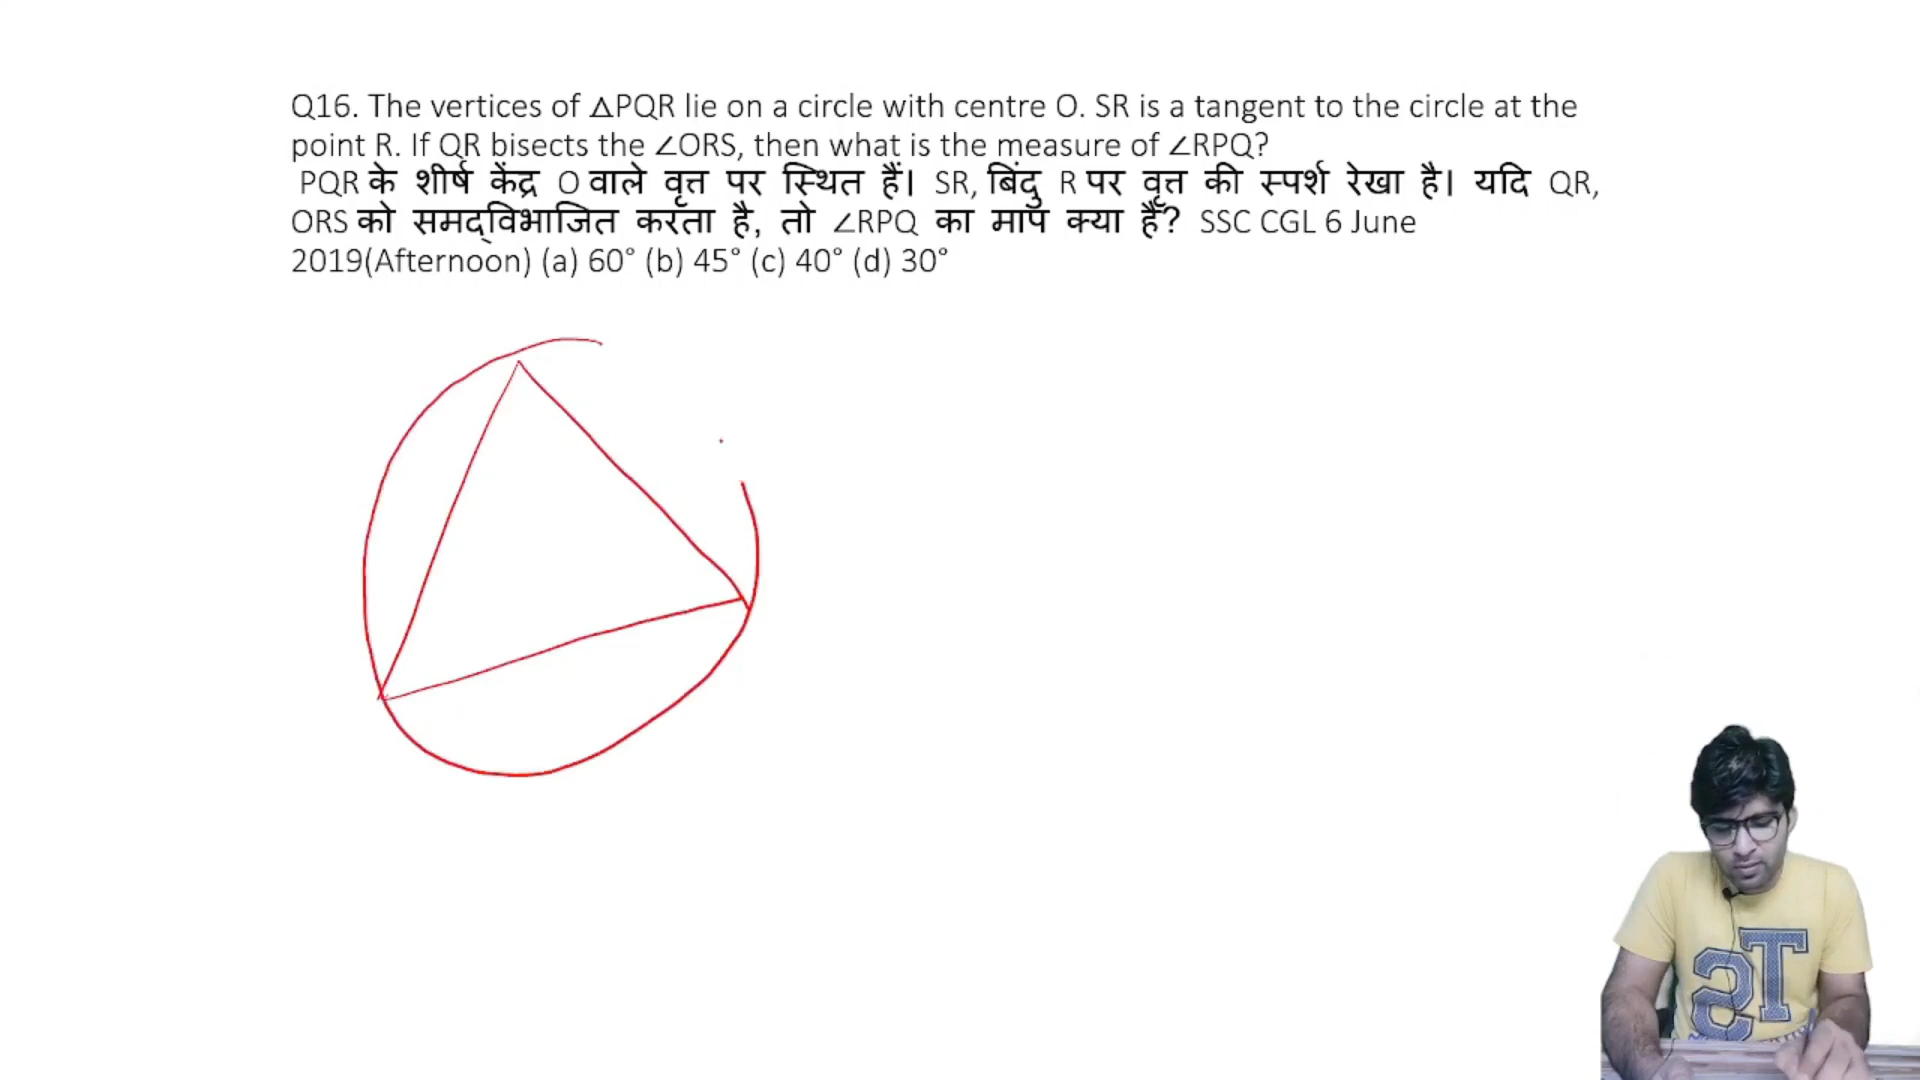 Q16. The vertices of △PQR lie on a circle with centre O. SR is a tangent to the circle at the
point R. If QR bisects the ∠ORS, then what is the measure of ∠RPQ?
PQR के शीर्ष केंद्र O वाले वृत्त पर स्थित हैं। SR, बिंदु R पर वृत्त की स्पर्श रेखा है। यदि QR,
ORS को समद्विभाजित करता है, तो ∠RPQ का माप क्या है? SSC CGL 6 June
2019(Afternoon) (a) 60° (b) 45° (c) 40° (d) 30°
ST